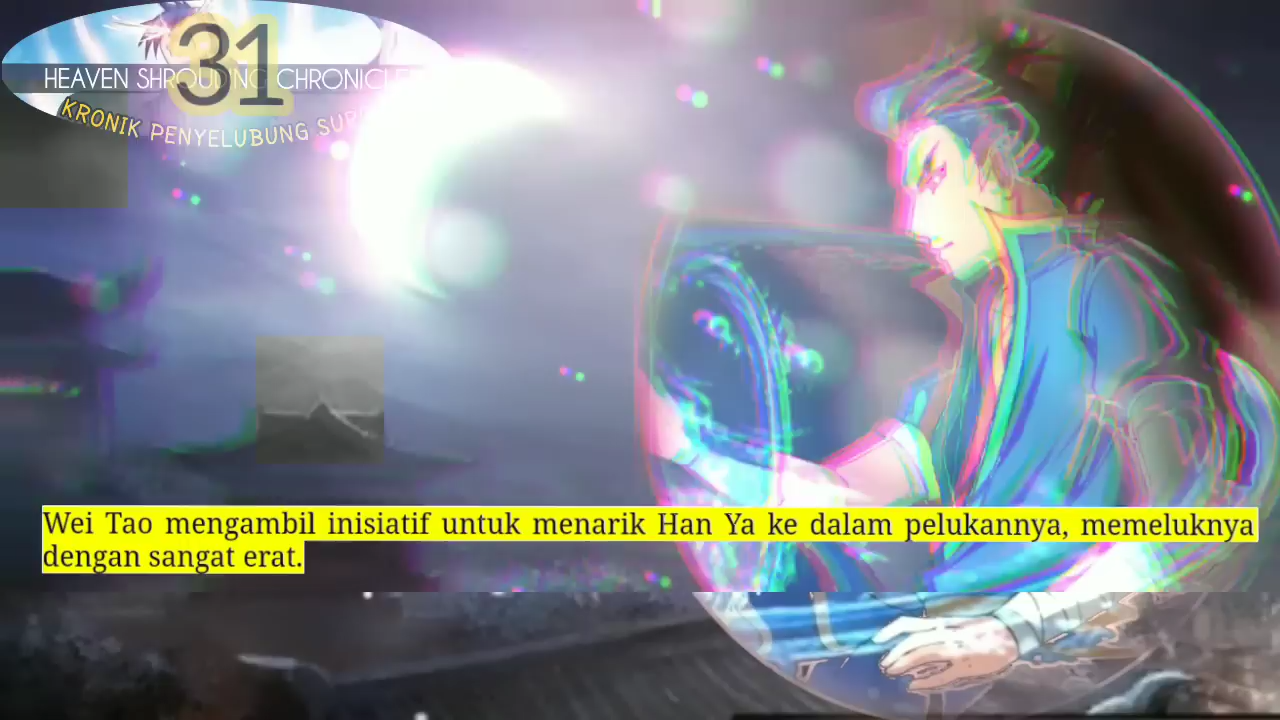 31
HEAVEN SHROUDING CHRONICLE
KRONIK PENYELUBUNG
Wei Tao mengambil inisiatif untuk menarik Han Ya ke dalam pelukannya, memeluknya
dengan sangat erat.